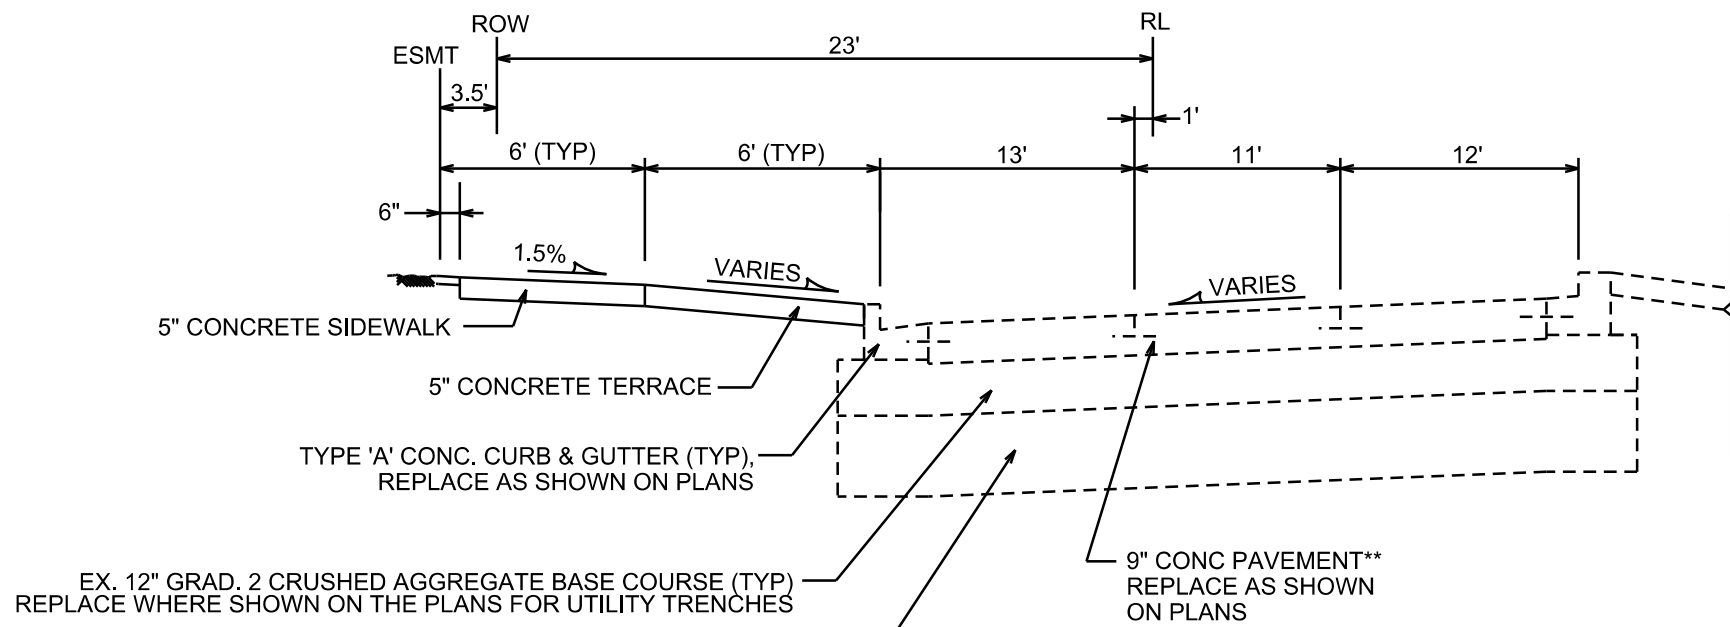 ROW
RL
23'
ESMT
3.5'
1'
6' (TYP)
6' (TYP)
13'
11'
12'
6"
1.5%
VARIES
VARIES
5" CONCRETE SIDEWALK
5" CONCRETE TERRACE
TYPE 'A' CONC. CURB & GUTTER (TYP),
REPLACE AS SHOWN ON PLANS
EX. 12" GRAD. 2 CRUSHED AGGREGATE BASE COURSE (TYP)
REPLACE WHERE SHOWN ON THE PLANS FOR UTILITY TRENCHES
9" CONC PAVEMENT**
REPLACE AS SHOWN
ON PLANS